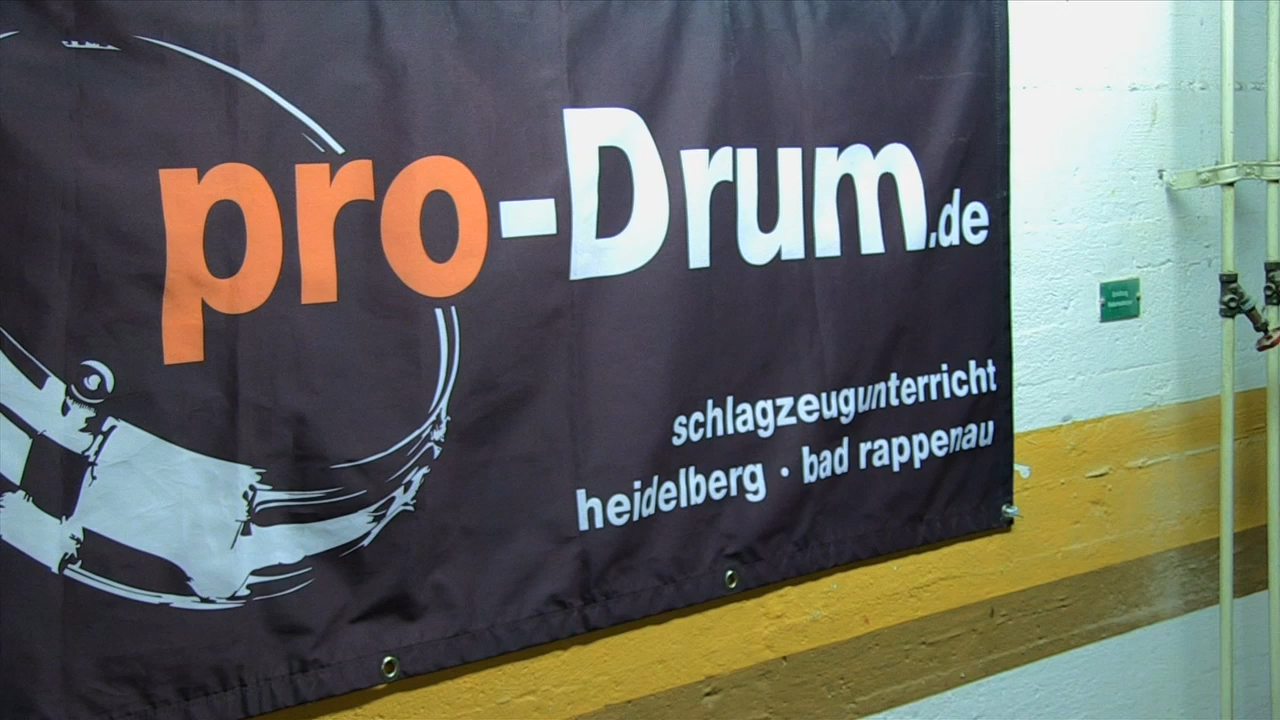 pro-Drum.de
schlagzeugunterricht
heidelberg · bad rappenau